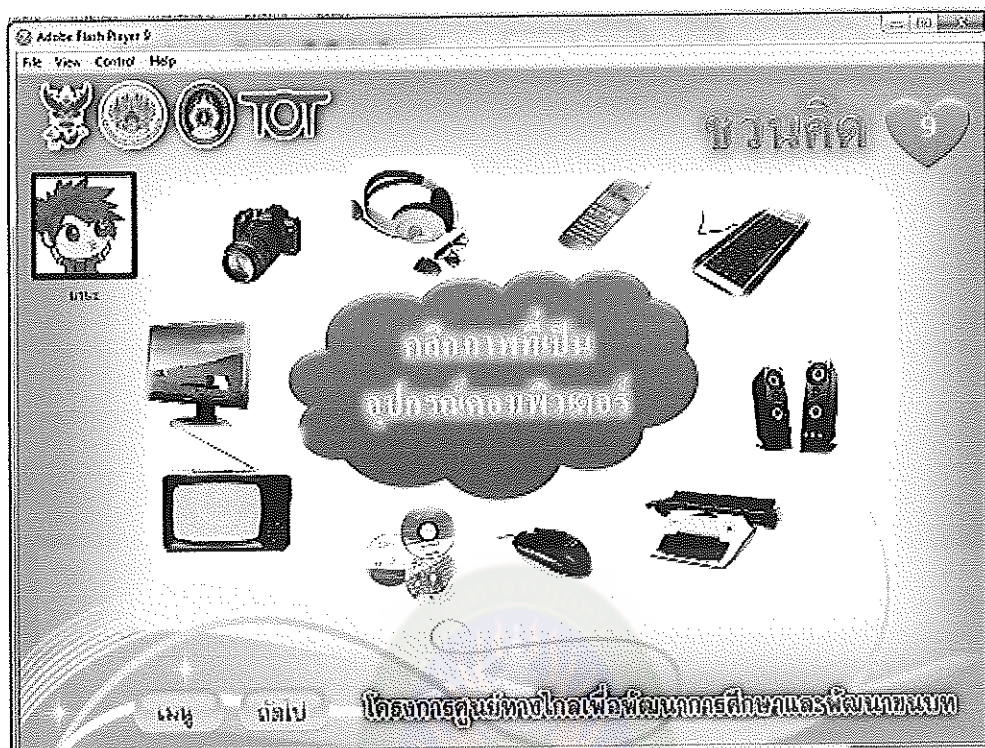 Adobe Flash Player 9
File View Control Help
TOT
ชวนคิด
9
มานะ
คลิกภาพที่เป็น
อุปกรณ์คอมพิวเตอร์
เมนู
ถัดไป
โครงการศูนย์ทางไกลเพื่อพัฒนาการศึกษาและพัฒนาชนบท